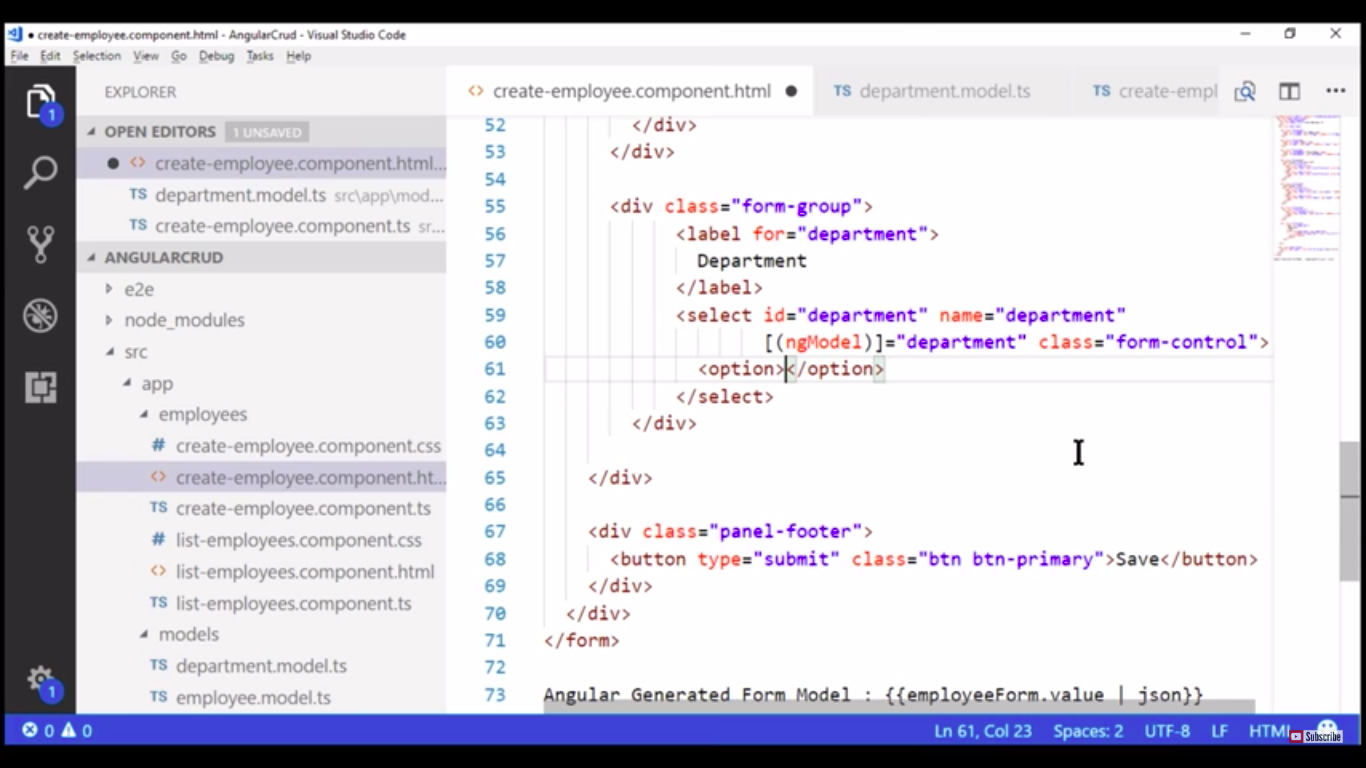 create-employee.component.html - AngularCrud - Visual Studio Code
File Edit Selection View Go Debug Tasks Help
EXPLORER
OPEN EDITORS 1 UNSAVED
create-employee.component.html...
TS department.model.ts src\app\mod...
TS create-employee.component.ts sr...
ANGULARCRUD
e2e
node_modules
src
app
employees
# create-employee.component.css
<> create-employee.component.ht...
TS create-employee.component.ts
# list-employees.component.css
<> list-employees.component.html
TS list-employees.component.ts
models
TS department.model.ts
TS employee.model.ts
1
1
<> create-employee.component.html
TS department.model.ts
TS create-empl
52 </div>
53 </div>
54
55 <div class="form-group">
56 <label for="department">
57 Department
58 </label>
59 <select id="department" name="department"
60 [(ngModel)]="department" class="form-control">
61 <option></option>
62 </select>
63 </div>
64
65 </div>
66
67 <div class="panel-footer">
68 <button type="submit" class="btn btn-primary">Save</button>
69 </div>
70 </div>
71 </form>
72
73 Angular Generated Form Model : {{employeeForm.value | json}}
0 0
Ln 61, Col 23 Spaces: 2 UTF-8 LF HTML
Subscribe